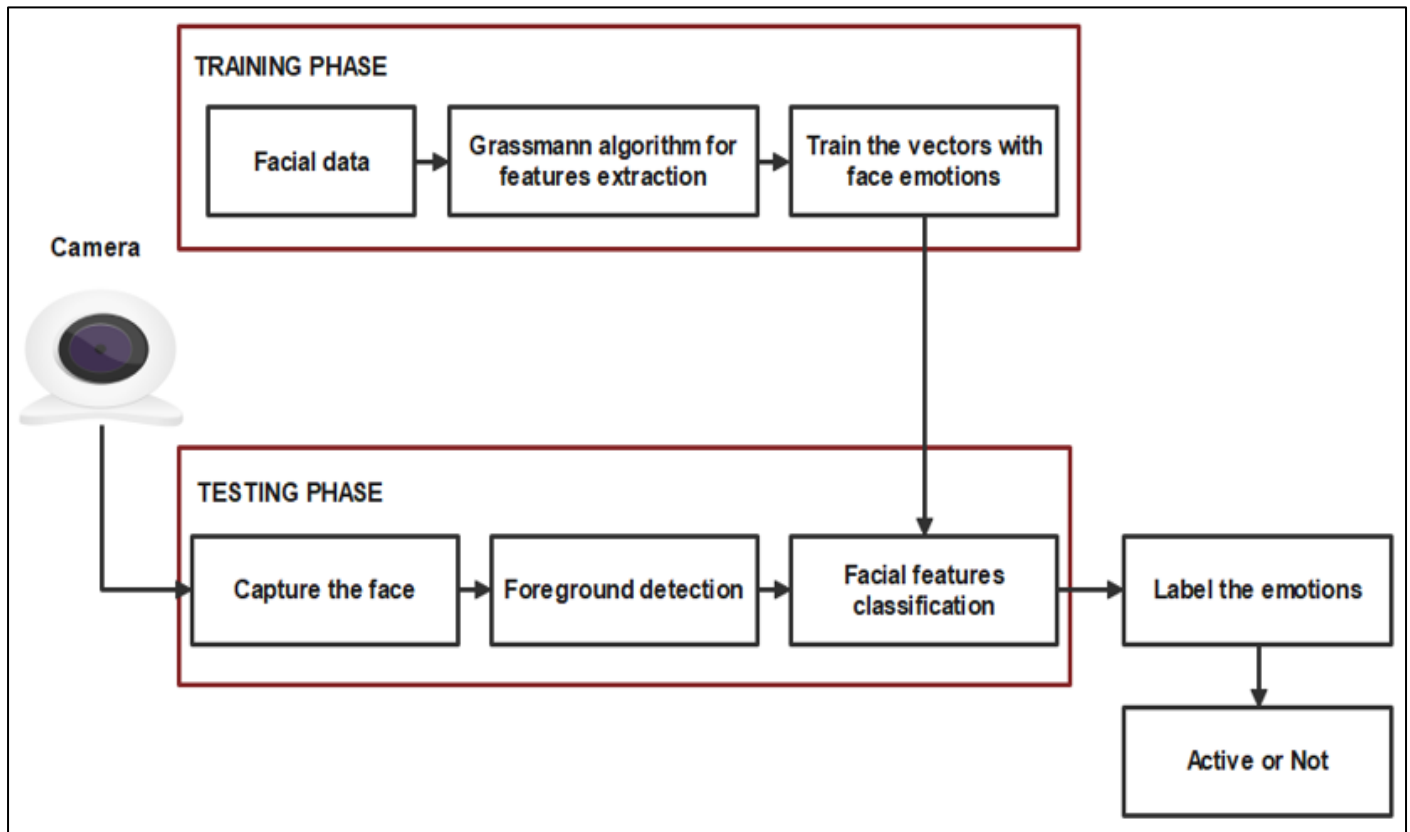 TRAINING PHASE
Facial data
Grassmann algorithm for
features extraction
Train the vectors with
face emotions
Camera
TESTING PHASE
Capture the face
Foreground detection
Facial features
classification
Label the emotions
Active or Not